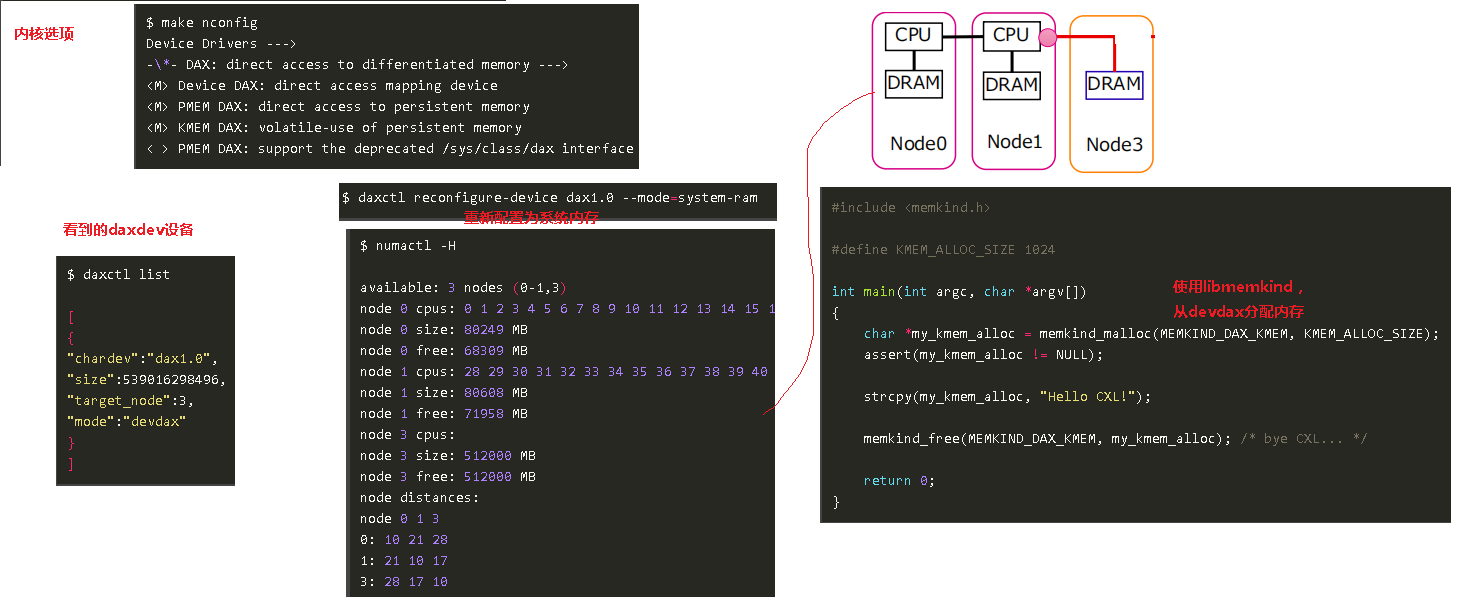 内核选项
$ make nconfig
Device Drivers --->
-\*- DAX: direct access to differentiated memory --->
<M> Device DAX: direct access mapping device
<M> PMEM DAX: direct access to persistent memory
<M> KMEM DAX: volatile-use of persistent memory
< > PMEM DAX: support the deprecated /sys/class/dax interface
CPU
CPU
DRAM
DRAM
DRAM
Node0
Node1
Node3
看到的daxdev设备
$ daxctl list
[
{
"chardev":"dax1.0",
"size":539016298496,
"target_node":3,
"mode":"devdax"
}
]
$ daxctl reconfigure-device dax1.0 --mode=system-ram
重新配置为系统内存
$ numactl -H
available: 3 nodes (0-1,3)
node 0 cpus: 0 1 2 3 4 5 6 7 8 9 10 11 12 13 14 15 1
node 0 size: 80249 MB
node 0 free: 68309 MB
node 1 cpus: 28 29 30 31 32 33 34 35 36 37 38 39 40
node 1 size: 80608 MB
node 1 free: 71958 MB
node 3 cpus:
node 3 size: 512000 MB
node 3 free: 512000 MB
node distances:
node 0 1 3
0: 10 21 28
1: 21 10 17
3: 28 17 10
#include <memkind.h>
#define KMEM_ALLOC_SIZE 1024
int main(int argc, char *argv[])
{
char *my_kmem_alloc = memkind_malloc(MEMKIND_DAX_KMEM, KMEM_ALLOC_SIZE);
assert(my_kmem_alloc != NULL);
strcpy(my_kmem_alloc, "Hello CXL!");
memkind_free(MEMKIND_DAX_KMEM, my_kmem_alloc); /* bye CXL... */
return 0;
}
使用libmemkind，
从devdax分配内存